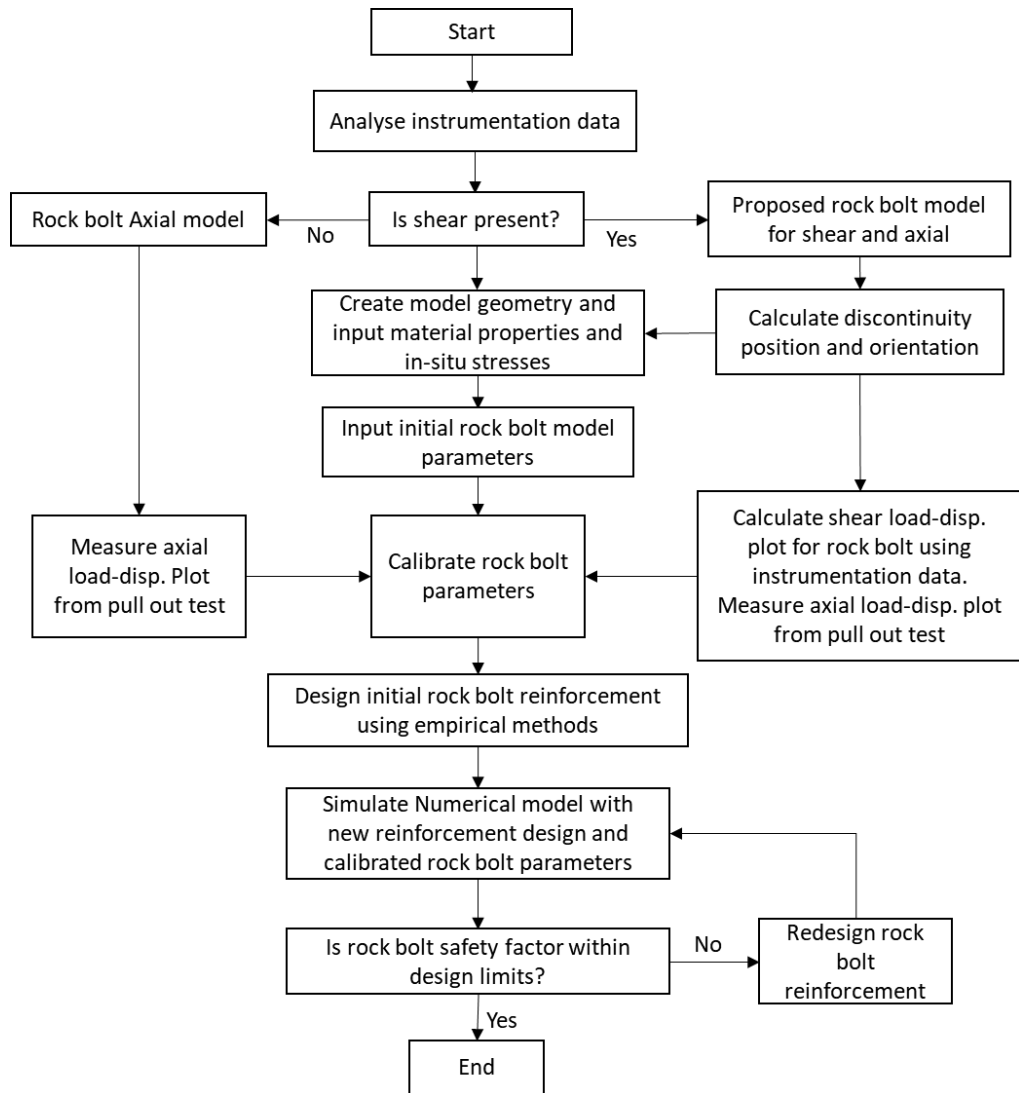 Start
Analyse instrumentation data
Rock bolt Axial model
No
Is shear present?
Yes
Proposed rock bolt model
for shear and axial
Create model geometry and
input material properties and
in-situ stresses
Calculate discontinuity
position and orientation
Input initial rock bolt model
parameters
Measure axial
load-disp. Plot
from pull out test
Calibrate rock bolt
parameters
Calculate shear load-disp.
plot for rock bolt using
instrumentation data.
Measure axial load-disp. plot
from pull out test
Design initial rock bolt reinforcement
using empirical methods
Simulate Numerical model with
new reinforcement design and
calibrated rock bolt parameters
Is rock bolt safety factor within
design limits?
No
Redesign rock
bolt
reinforcement
Yes
End